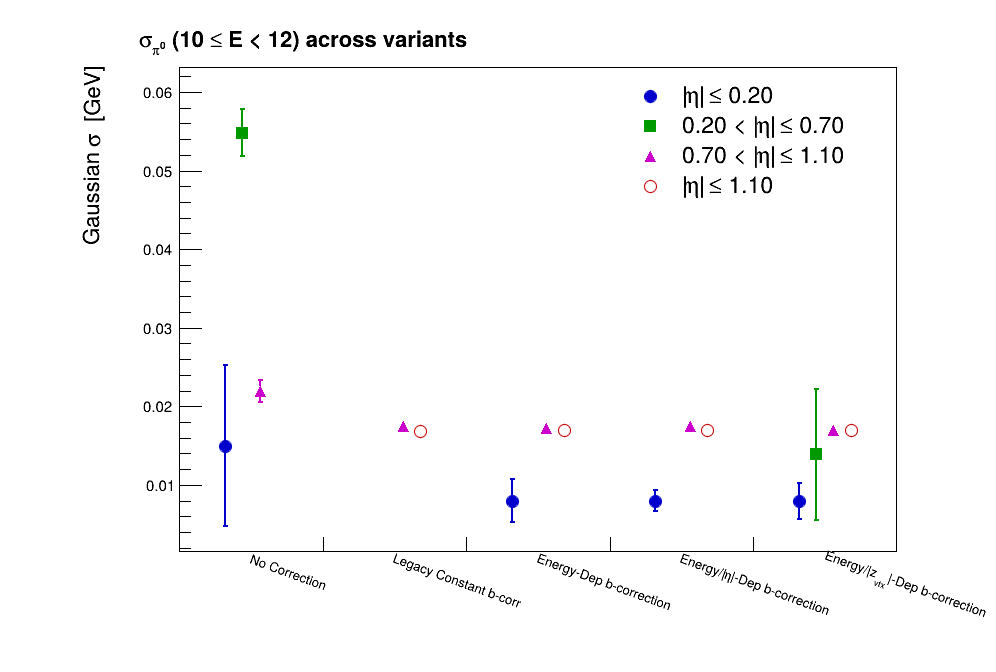 σπ⁰ (10 ≤ E < 12) across variants
Gaussian σ [GeV]
0.06
0.05
0.04
0.03
0.02
0.01
|η| ≤ 0.20
0.20 < |η| ≤ 0.70
0.70 < |η| ≤ 1.10
|η| ≤ 1.10
No Correction
Legacy Constant b-corr
Energy-Dep b-correction
Energy/|η|-Dep b-correction
Energy/|zvtx|-Dep b-correction